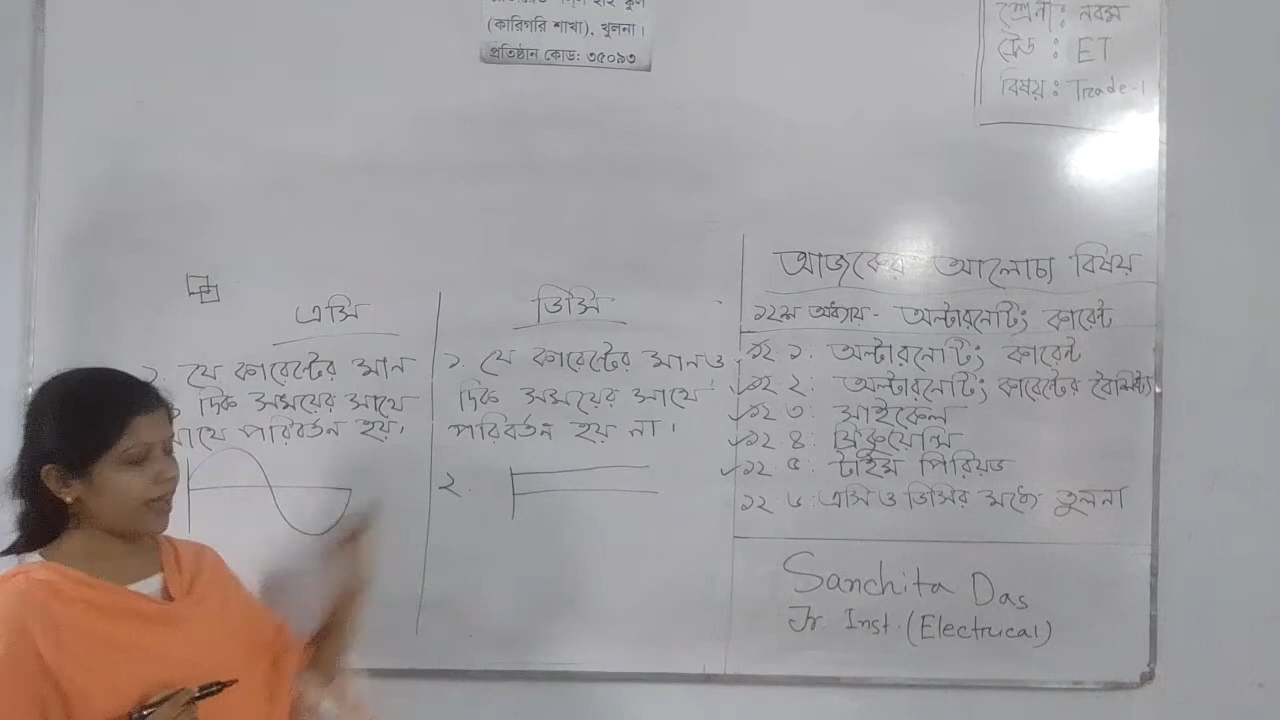 (কারিগরি শাখা), খুলনা।
প্রতিষ্ঠান কোড: ৩৫০৯৩
শ্রেনী: নবম
ট্রেড : ET
বিষয়: Trade-1
এসি
১. যে কারেন্টের মান
ও দিক সময়ের সাথে
সাথে পরিবর্তন হয়।
ডিসি
১. যে কারেন্টের মান ও
দিক সময়ের সাথে
পরিবর্তন হয় না।
২.
আজকের আলোচ্য বিষয়
১২শ অধ্যায় - অল্টারনেটিং কারেন্ট
১২.১: অল্টারনেটিং কারেন্ট
১২.২: অল্টারনেটিং কারেন্টের বৈশিষ্ট্য
১২.৩: সাইকেল
১২.৪: ফ্রিকুয়েন্সি
১২.৫: টাইম পিরিয়ড
১২.৬: এসি ও ডিসির মধ্যে তুলনা
Sanchita Das
Jr. Inst. (Electrical)